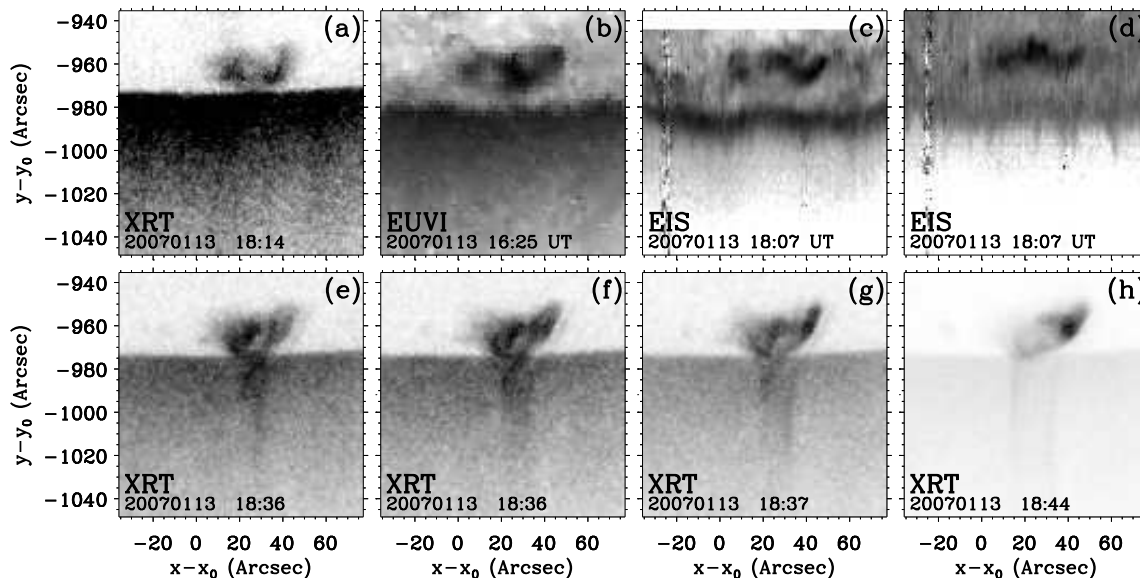 (a)
(b)
(c)
(d)
-940
-960
-980
-1000
-1020
-1040
y-y0 (Arcsec)
XRT
20070113 18:14
EUVI
20070113 16:25 UT
EIS
20070113 18:07 UT
EIS
20070113 18:07 UT
(e)
(f)
(g)
(h)
-940
-960
-980
-1000
-1020
-1040
y-y0 (Arcsec)
XRT
20070113 18:36
XRT
20070113 18:36
XRT
20070113 18:37
XRT
20070113 18:44
-20 0 20 40 60
-20 0 20 40 60
-20 0 20 40 60
-20 0 20 40 60
x-x0 (Arcsec)
x-x0 (Arcsec)
x-x0 (Arcsec)
x-x0 (Arcsec)